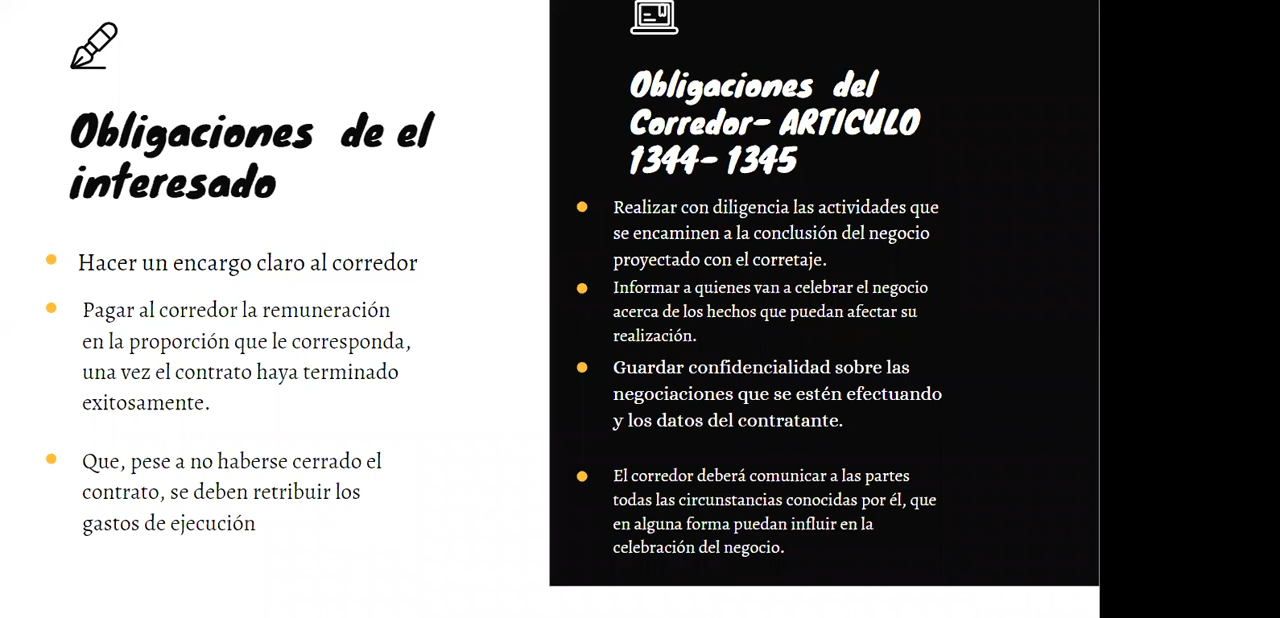 Obligaciones de el
interesado
Hacer un encargo claro al corredor
Pagar al corredor la remuneración
en la proporción que le corresponda,
una vez el contrato haya terminado
exitosamente.
Que, pese a no haberse cerrado el
contrato, se deben retribuir los
gastos de ejecución
Obligaciones del
Corredor- ARTICULO
1344- 1345
Realizar con diligencia las actividades que
se encaminen a la conclusión del negocio
proyectado con el corretaje.
Informar a quienes van a celebrar el negocio
acerca de los hechos que puedan afectar su
realización.
Guardar confidencialidad sobre las
negociaciones que se estén efectuando
y los datos del contratante.
El corredor deberá comunicar a las partes
todas las circunstancias conocidas por él, que
en alguna forma puedan influir en la
celebración del negocio.